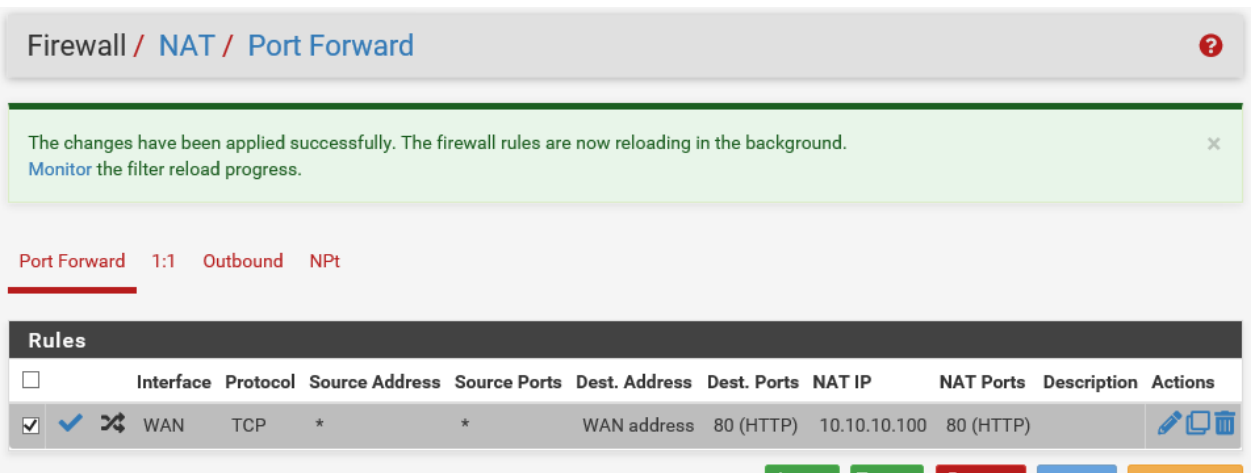 Firewall / NAT / Port Forward
The changes have been applied successfully. The firewall rules are now reloading in the background.
Monitor the filter reload progress.
Port Forward 1:1 Outbound NPt
Rules
Interface Protocol Source Address Source Ports Dest. Address Dest. Ports NAT IP NAT Ports Description Actions
WAN TCP * * WAN address 80 (HTTP) 10.10.10.100 80 (HTTP)